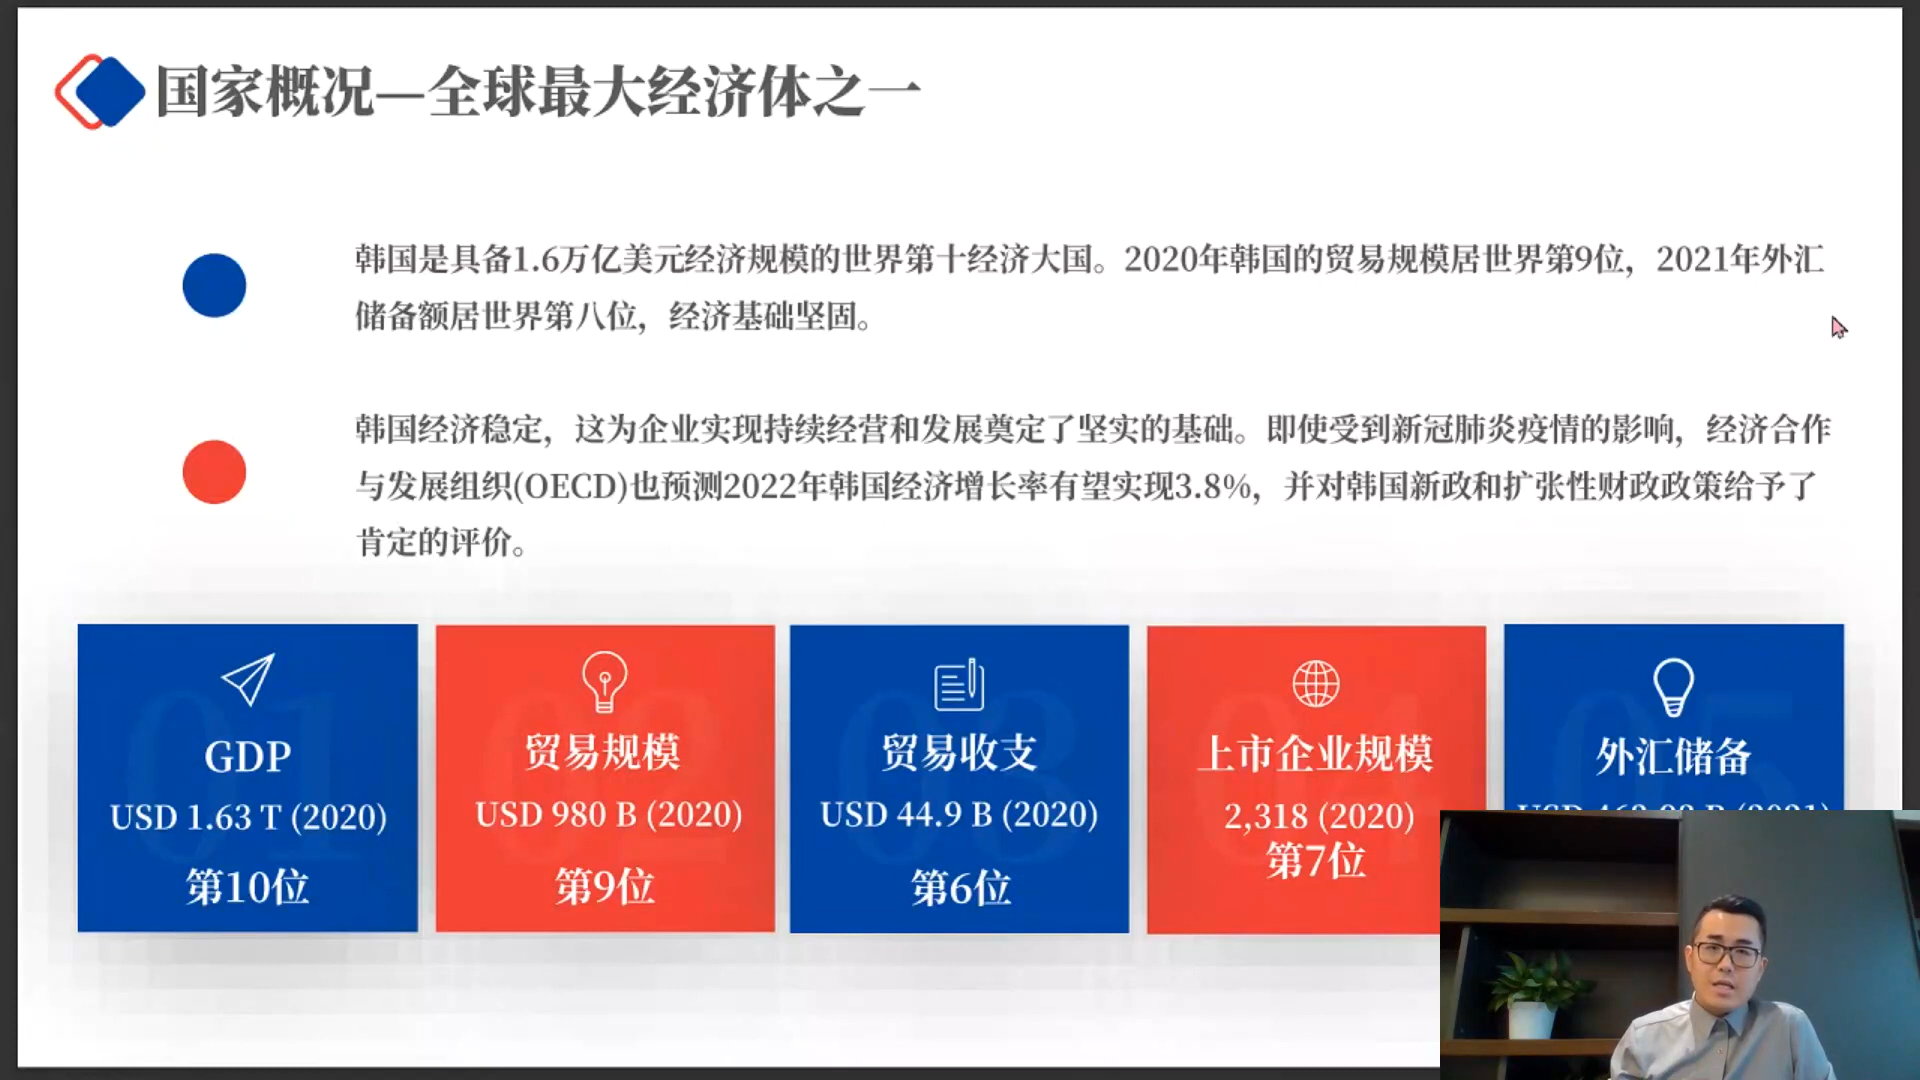 国家概况—全球最大经济体之一
韩国是具备1.6万亿美元经济规模的世界第十经济大国。2020年韩国的贸易规模居世界第9位，2021年外汇
储备额居世界第八位，经济基础坚固。
韩国经济稳定，这为企业实现持续经营和发展奠定了坚实的基础。即使受到新冠肺炎疫情的影响，经济合作
与发展组织(OECD)也预测2022年韩国经济增长率有望实现3.8%，并对韩国新政和扩张性财政政策给予了
肯定的评价。
01
GDP
USD 1.63 T (2020)
第10位
02
贸易规模
USD 980 B (2020)
第9位
03
贸易收支
USD 44.9 B (2020)
第6位
04
上市企业规模
2,318 (2020)
第7位
05
外汇储备